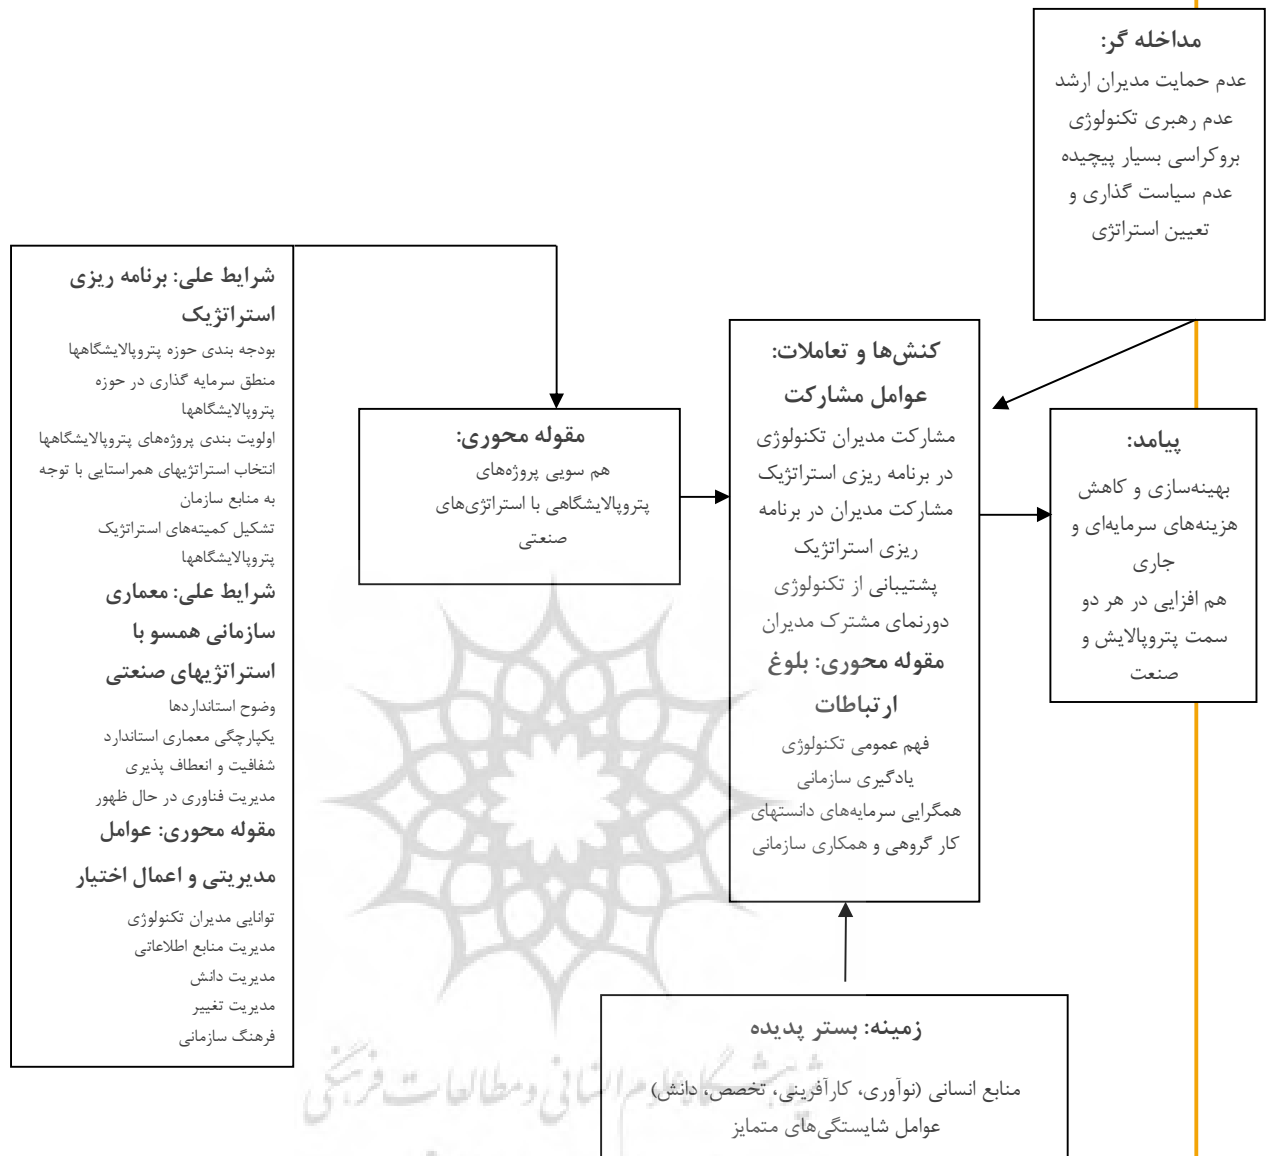 مداخله گر:
عدم حمایت مدیران ارشد
عدم رهبری تکنولوژی
بروکراسی بسیار پیچیده
عدم سیاست گذاری و
تعیین استراتژی
شرایط علی: برنامه ریزی
استراتژیک
بودجه بندی حوزه پتروپالایشگاهها
منطق سرمایه گذاری در حوزه
پتروپالایشگاهها
اولویت بندی پروژه‌های پتروپالایشگاهها
انتخاب استراتژیهای همراستایی با توجه
به منابع سازمان
تشکیل کمیته‌های استراتژیک
پتروپالایشگاهها
شرایط علی: معماری
سازمانی همسو با
استراتژیهای صنعتی
وضوح استانداردها
یکپارچگی معماری استاندارد
شفافیت و انعطاف پذیری
مدیریت فناوری در حال ظهور
مقوله محوری: عوامل
مدیریتی و اعمال اختیار
توانایی مدیران تکنولوژی
مدیریت منابع اطلاعاتی
مدیریت دانش
مدیریت تغییر
فرهنگ سازمانی
مقوله محوری:
هم سویی پروژه‌های
پتروپالایشگاهی با استراتژی‌های
صنعتی
کنش‌ها و تعاملات:
عوامل مشارکت
مشارکت مدیران تکنولوژی
در برنامه ریزی استراتژیک
مشارکت مدیران در برنامه
ریزی استراتژیک
پشتیبانی از تکنولوژی
دورنمای مشترک مدیران
مقوله محوری: بلوغ
ارتباطات
فهم عمومی تکنولوژی
یادگیری سازمانی
همگرایی سرمایه‌های دانستهای
کار گروهی و همکاری سازمانی
پیامد:
بهینه‌سازی و کاهش
هزینه‌های سرمایه‌ای و
جاری
هم افزایی در هر دو
سمت پتروپالایش و
صنعت
زمینه: بستر پدیده
منابع انسانی (نوآوری، کارآفرینی، تخصص، دانش)
عوامل شایستگی‌های متمایز
پژوهشگاه علوم انسانی و مطالعات فرهنگی